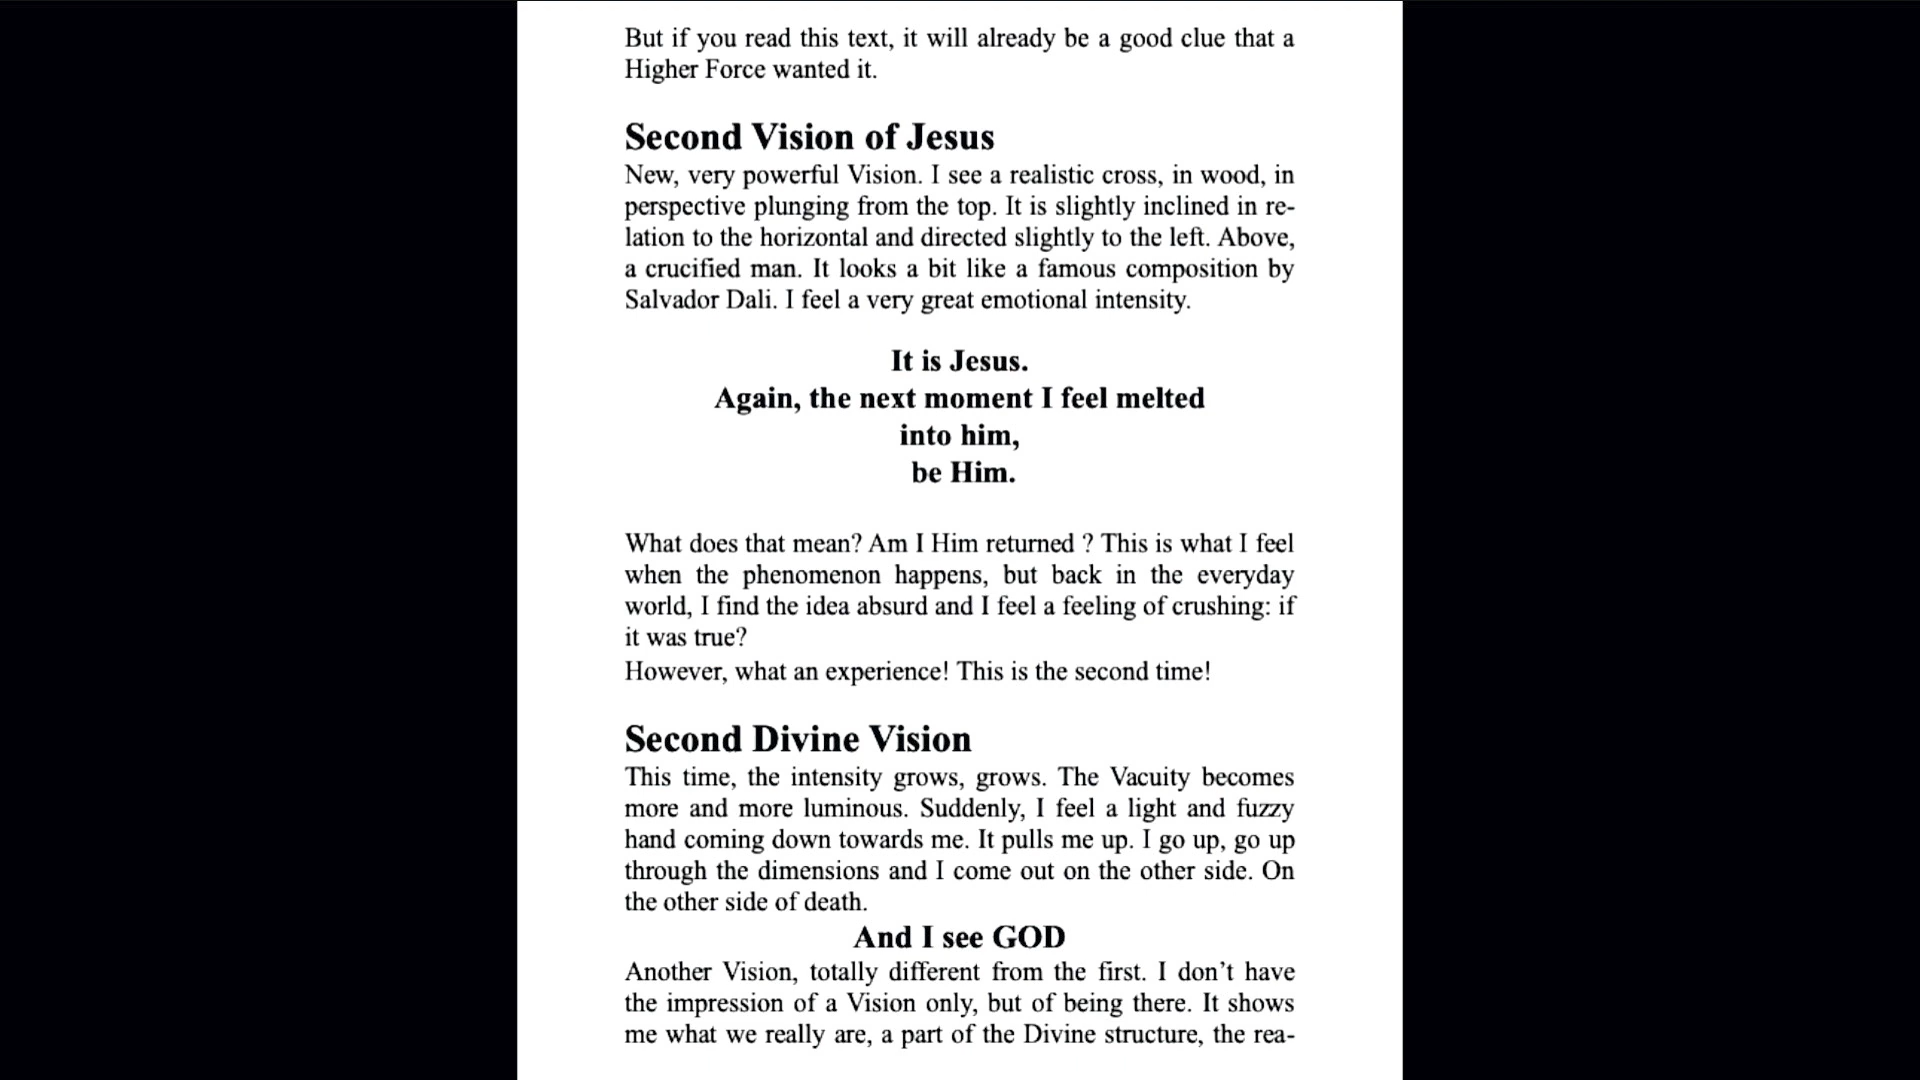 But if you read this text, it will already be a good clue that a
Higher Force wanted it.
Second Vision of Jesus
New, very powerful Vision. I see a realistic cross, in wood, in
perspective plunging from the top. It is slightly inclined in re-
lation to the horizontal and directed slightly to the left. Above,
a crucified man. It looks a bit like a famous composition by
Salvador Dali. I feel a very great emotional intensity.
It is Jesus.
Again, the next moment I feel melted
into him,
be Him.
What does that mean? Am I Him returned ? This is what I feel
when the phenomenon happens, but back in the everyday
world, I find the idea absurd and I feel a feeling of crushing: if
it was true?
However, what an experience! This is the second time!
Second Divine Vision
This time, the intensity grows, grows. The Vacuity becomes
more and more luminous. Suddenly, I feel a light and fuzzy
hand coming down towards me. It pulls me up. I go up, go up
through the dimensions and I come out on the other side. On
the other side of death.
And I see GOD
Another Vision, totally different from the first. I don’t have
the impression of a Vision only, but of being there. It shows
me what we really are, a part of the Divine structure, the rea-